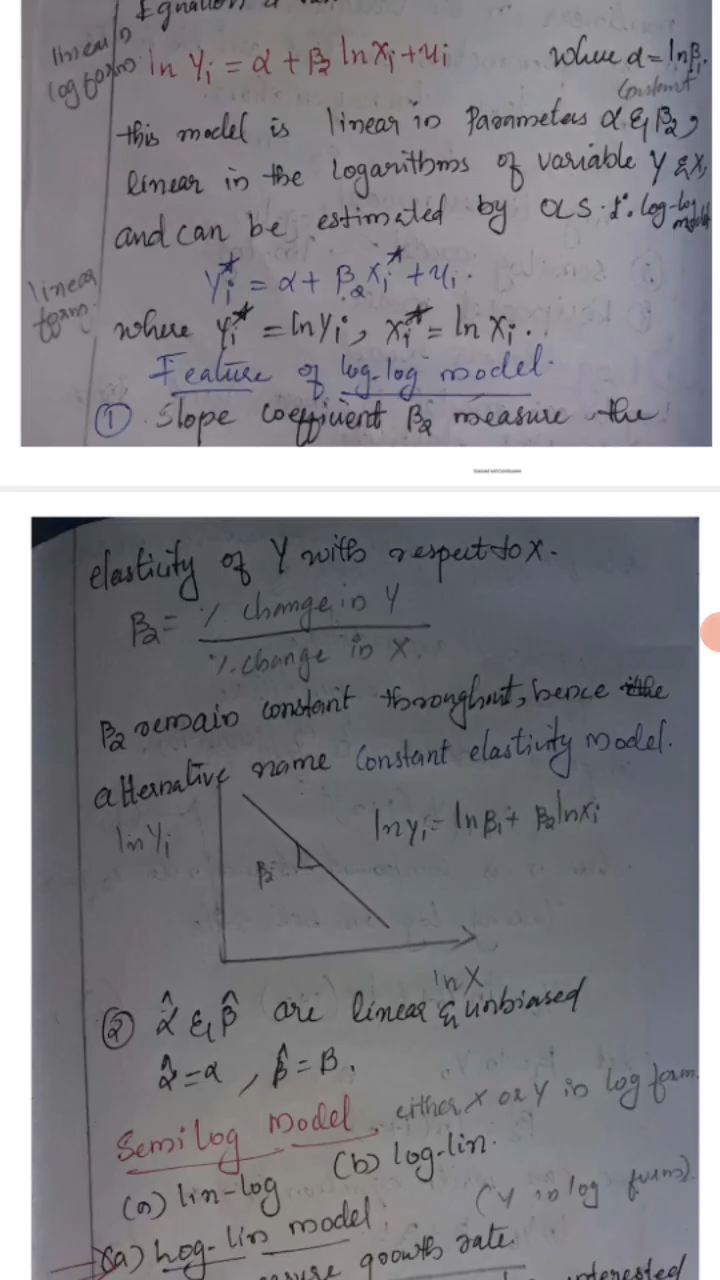 Equation
linear
log form: ln Yi = α + β2 ln Xi + ui where α = lnβ1.
Constant
this model is linear in Parameters α & β2,
linear in the Logarithms of variable Y & X,
and can be estimated by OLS. log-log
model
linear
form.
Yi* = α + β2 Xi* + ui.
where Yi* = ln Yi, Xi* = ln Xi.
Feature of log-log model.
① Slope coefficient β2 measure the
elasticity of Y with respect to X.
β2 = % change in Y
% change in X.
β2 remain constant throughout, hence the
alternative name Constant elasticity Model.
ln Yi
ln yi = ln β1 + β2 ln Xi
β2
ln X
② α̂ & β̂ are linear & unbiased
α̂ = α, β̂ = β.
Semilog Model, either X or Y in log form.
(a) lin-log (b) log-lin.
(a) Log-lin model: (Y in log form)
growth rate.
interested